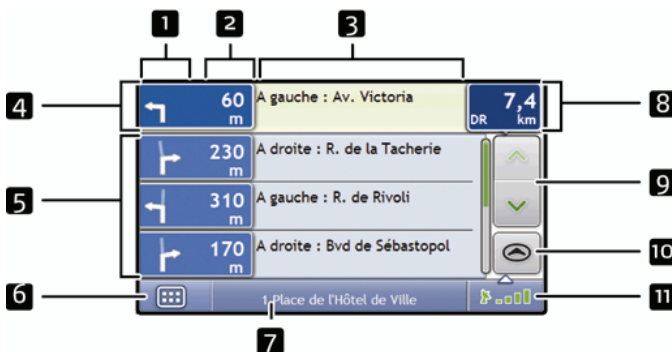 1 2 3
4 60 m A gauche : Av. Victoria 7,4 km DR 8
5 230 m A droite : R. de la Tacherie
310 m A gauche : R. de Rivoli 9
170 m A droite : Bvd de Sébastopol 10
6 1 Place de l'Hôtel de Ville 11
7